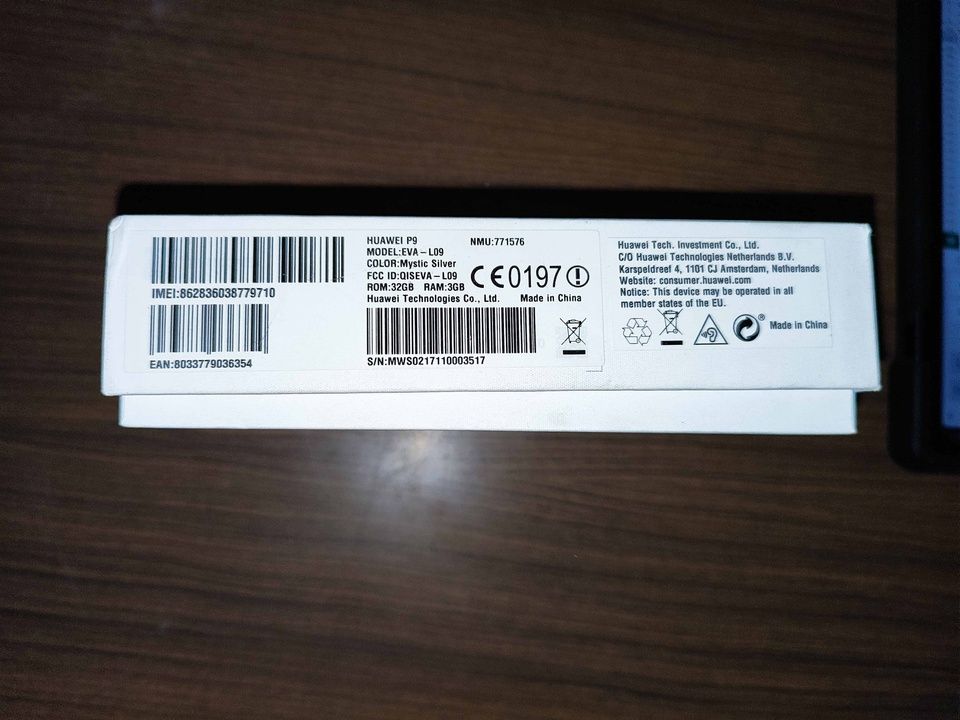 IMEI:862836038779710
EAN:8033779036354
HUAWEI P9 NMU:771576
MODEL:EVA-L09
COLOR:Mystic Silver
FCC ID:QISEVA-L09
ROM:32GB RAM:3GB
CE0197
Huawei Technologies Co., Ltd. Made in China
S/N:MWS0217110003517
Huawei Tech. Investment Co., Ltd.
C/O Huawei Technologies Netherlands B.V.
Karspeldreef 4, 1101 CJ Amsterdam, Netherlands
Website: consumer.huawei.com
Notice: This device may be operated in all
member states of the EU.
® Made in China